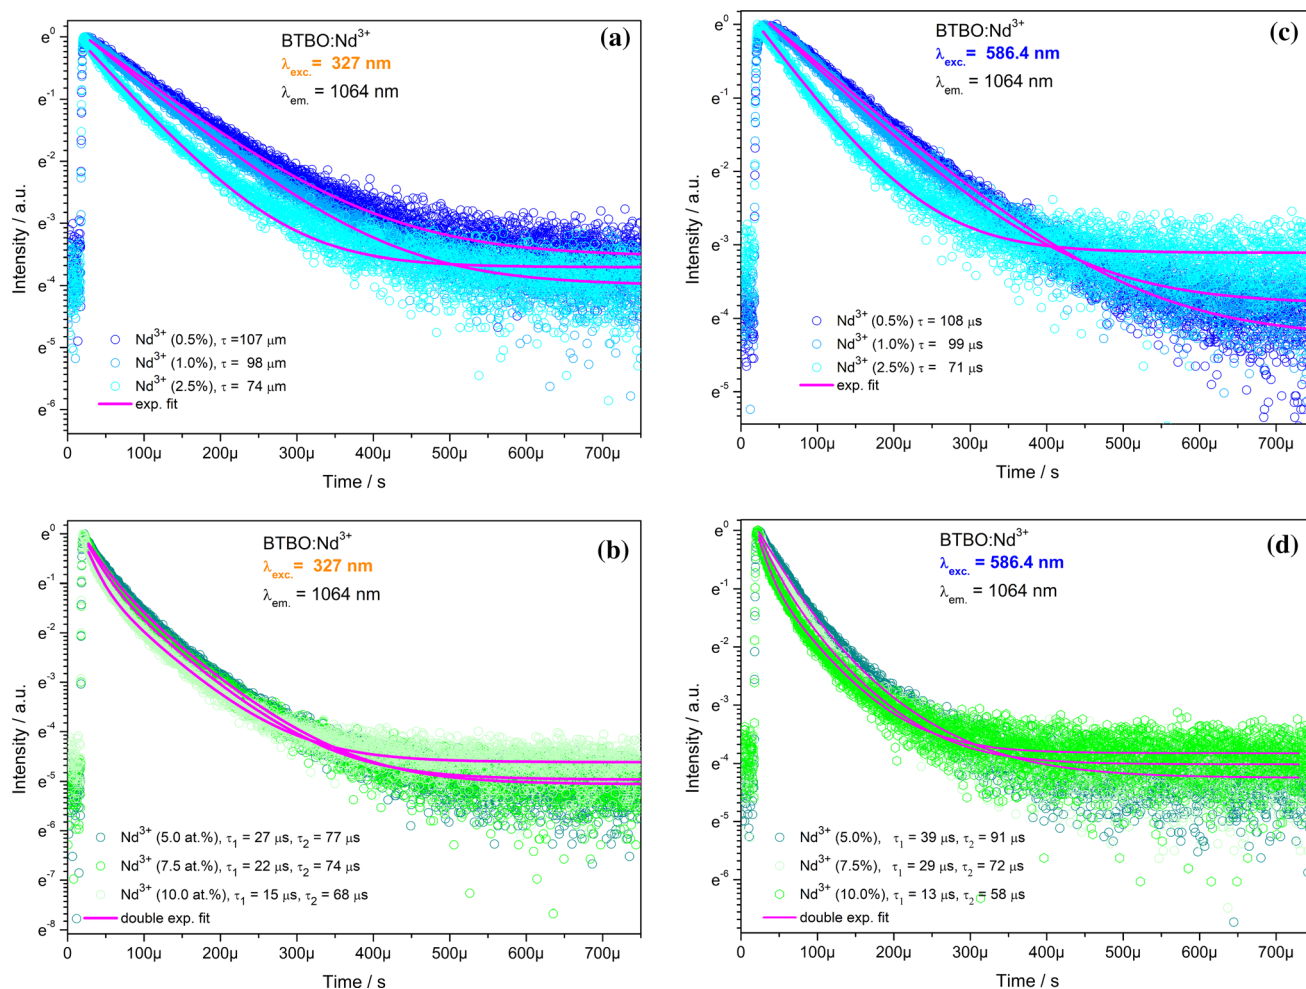 (a)
BTBO:Nd³⁺
λexc. = 327 nm
λem. = 1064 nm
Intensity / a.u.
e⁰
e⁻¹
e⁻²
e⁻³
e⁻⁴
e⁻⁵
e⁻⁶
Nd³⁺ (0.5%), τ =107 μm
Nd³⁺ (1.0%), τ = 98 μm
Nd³⁺ (2.5%), τ = 74 μm
exp. fit
0 100μ 200μ 300μ 400μ 500μ 600μ 700μ
Time / s
(c)
BTBO:Nd³⁺
λexc. = 586.4 nm
λem. = 1064 nm
Intensity / a.u.
e⁰
e⁻¹
e⁻²
e⁻³
e⁻⁴
e⁻⁵
Nd³⁺ (0.5%) τ = 108 μs
Nd³⁺ (1.0%) τ = 99 μs
Nd³⁺ (2.5%) τ = 71 μs
exp. fit
0 100μ 200μ 300μ 400μ 500μ 600μ 700μ
Time / s
(b)
BTBO:Nd³⁺
λexc. = 327 nm
λem. = 1064 nm
Intensity / a.u.
e⁰
e⁻¹
e⁻²
e⁻³
e⁻⁴
e⁻⁵
e⁻⁶
e⁻⁷
e⁻⁸
Nd³⁺ (5.0 at.%), τ₁ = 27 μs, τ₂ = 77 μs
Nd³⁺ (7.5 at.%), τ₁ = 22 μs, τ₂ = 74 μs
Nd³⁺ (10.0 at.%), τ₁ = 15 μs, τ₂ = 68 μs
double exp. fit
0 100μ 200μ 300μ 400μ 500μ 600μ 700μ
Time / s
(d)
BTBO:Nd³⁺
λexc. = 586.4 nm
λem. = 1064 nm
Intensity / a.u.
e⁰
e⁻¹
e⁻²
e⁻³
e⁻⁴
e⁻⁵
e⁻⁶
Nd³⁺ (5.0%), τ₁ = 39 μs, τ₂ = 91 μs
Nd³⁺ (7.5%) τ₁ = 29 μs, τ₂ = 72 μs
Nd³⁺ (10.0%) τ₁ = 13 μs, τ₂ = 58 μs
double exp. fit
0 100μ 200μ 300μ 400μ 500μ 600μ 700μ
Time / s